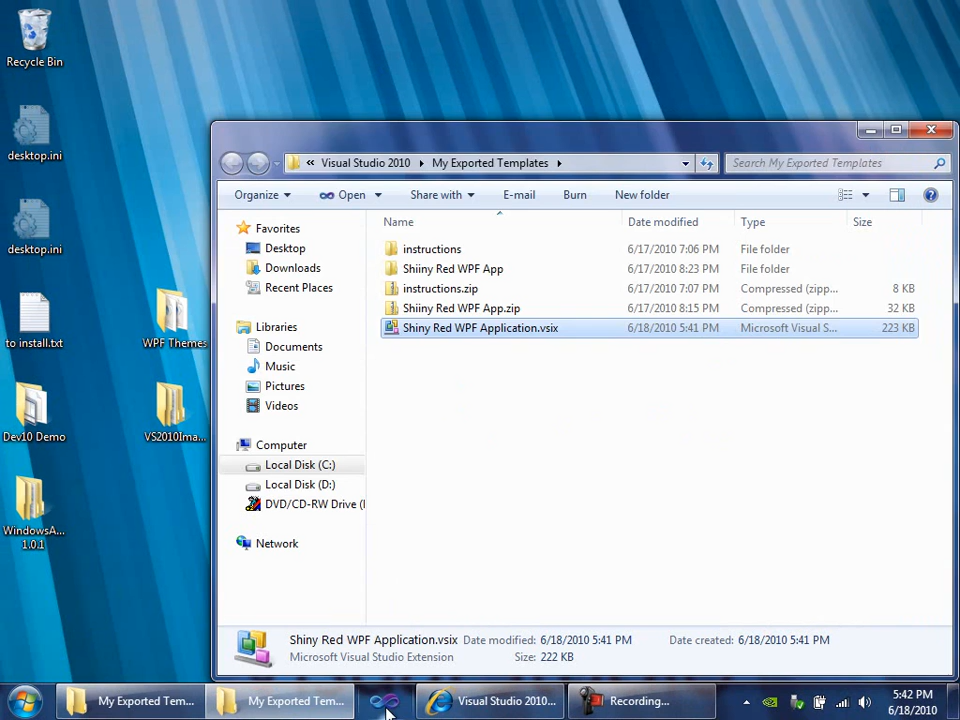 Recycle Bin
desktop.ini
desktop.ini
to install.txt
WPF Themes
Dev10 Demo
VS2010Ima...
WindowsA...
1.0.1
« Visual Studio 2010 My Exported Templates
Search My Exported Templates
Organize Open Share with E-mail Burn New folder
Name Date modified Type Size
Favorites
Desktop
Downloads
Recent Places
Libraries
Documents
Music
Pictures
Videos
Computer
Local Disk (C:)
Local Disk (D:)
DVD/CD-RW Drive (
Network
instructions 6/17/2010 7:06 PM File folder
Shiiny Red WPF App 6/17/2010 8:23 PM File folder
instructions.zip 6/17/2010 7:07 PM Compressed (zipp... 8 KB
Shiiny Red WPF App.zip 6/17/2010 8:15 PM Compressed (zipp... 32 KB
Shiny Red WPF Application.vsix 6/18/2010 5:41 PM Microsoft Visual S... 223 KB
Shiny Red WPF Application.vsix Date modified: 6/18/2010 5:41 PM Date created: 6/18/2010 5:41 PM
Microsoft Visual Studio Extension Size: 222 KB
My Exported Tem... My Exported Tem... Visual Studio 2010... Recording...
5:42 PM
6/18/2010